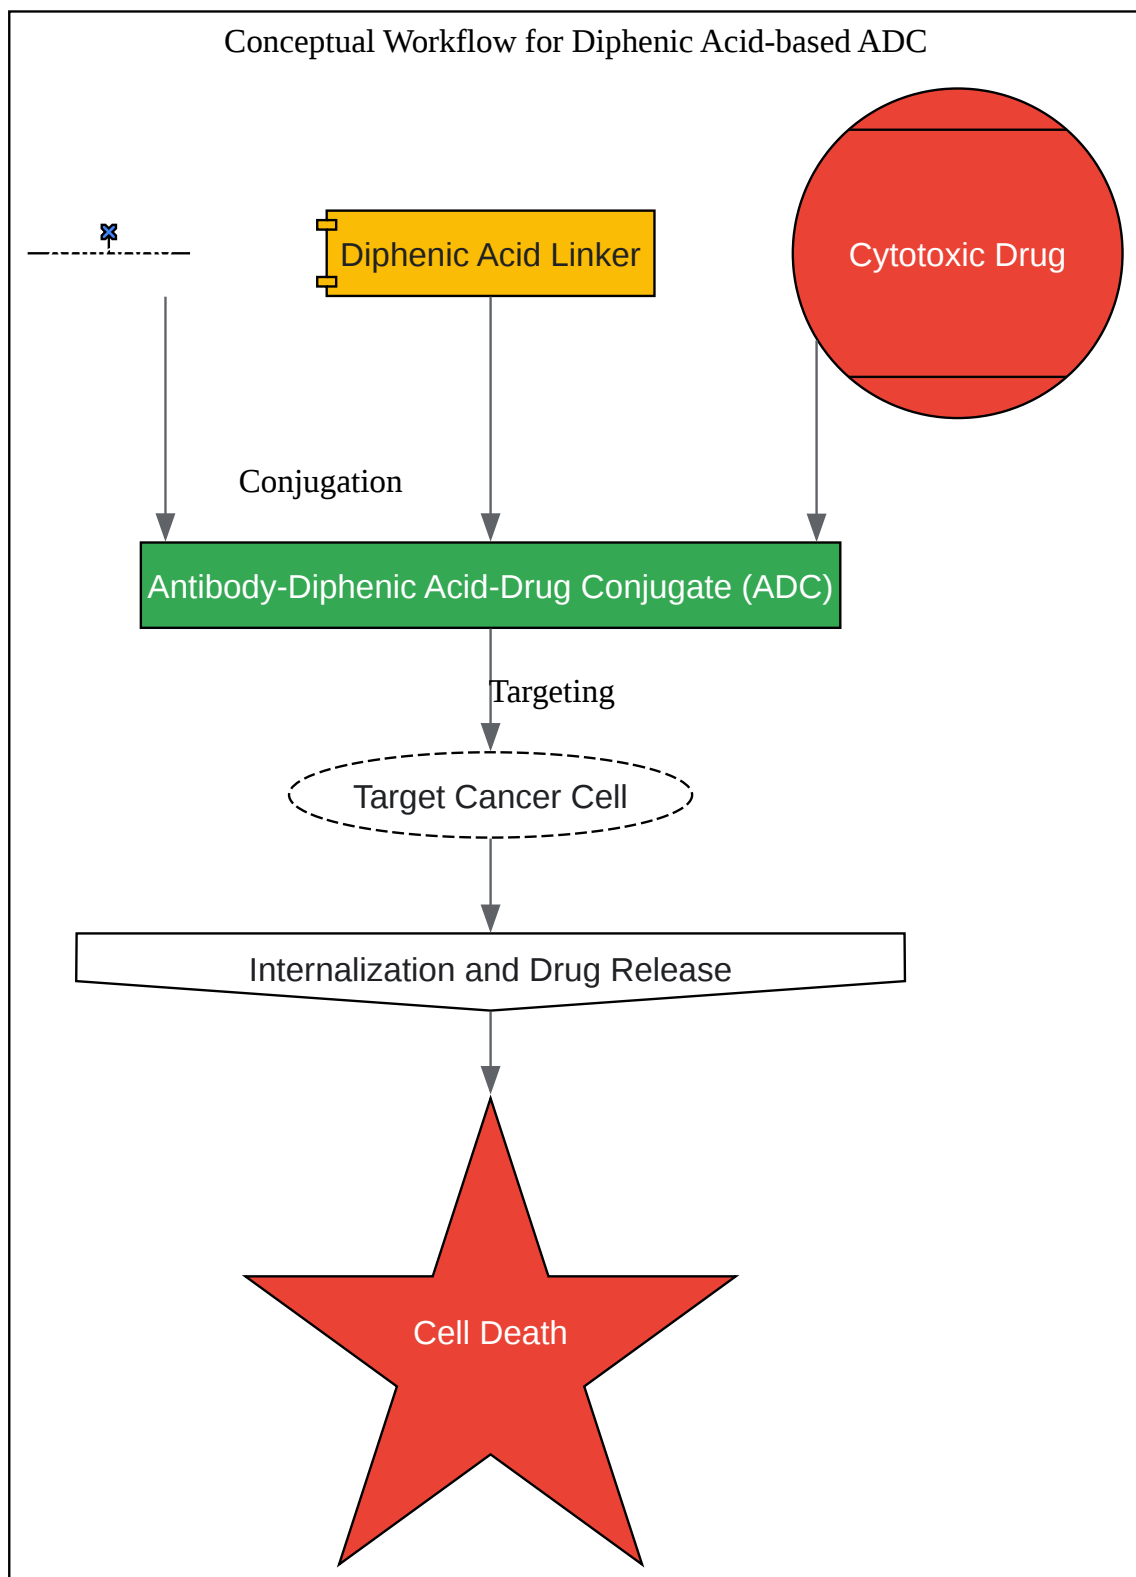 Conceptual Workflow for Diphenic Acid-based ADC
Diphenic Acid Linker
Cytotoxic Drug
Conjugation
Antibody-Diphenic Acid-Drug Conjugate (ADC)
Targeting
Target Cancer Cell
Internalization and Drug Release
Cell Death